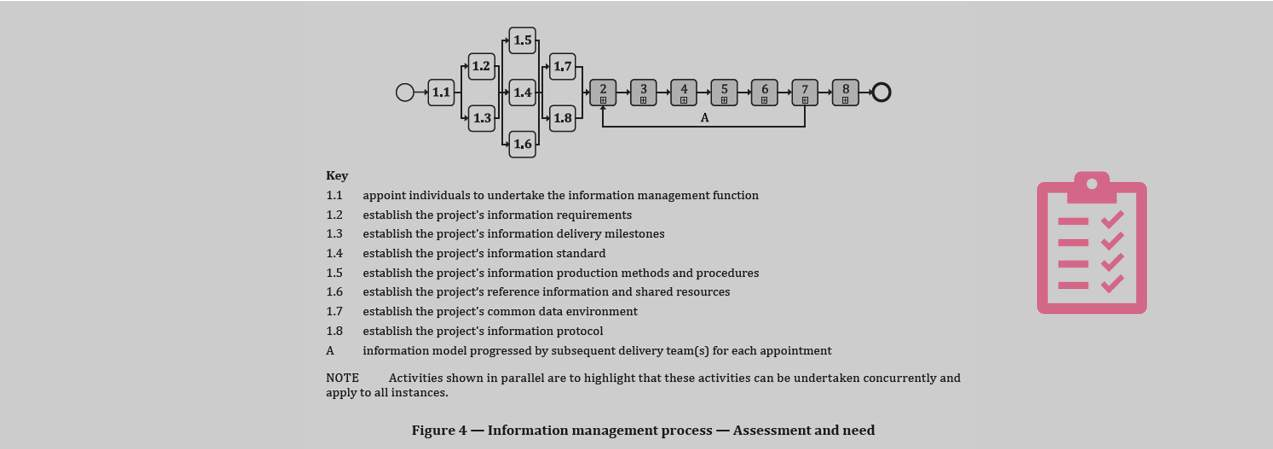 1.5
1.2 1.7
1.1 1.4 2 3 4 5 6 7 8
1.3 1.8 A
1.6
Key
1.1 appoint individuals to undertake the information management function
1.2 establish the project's information requirements
1.3 establish the project's information delivery milestones
1.4 establish the project's information standard
1.5 establish the project's information production methods and procedures
1.6 establish the project's reference information and shared resources
1.7 establish the project's common data environment
1.8 establish the project's information protocol
A information model progressed by subsequent delivery team(s) for each appointment
NOTE Activities shown in parallel are to highlight that these activities can be undertaken concurrently and
apply to all instances.
Figure 4 — Information management process — Assessment and need